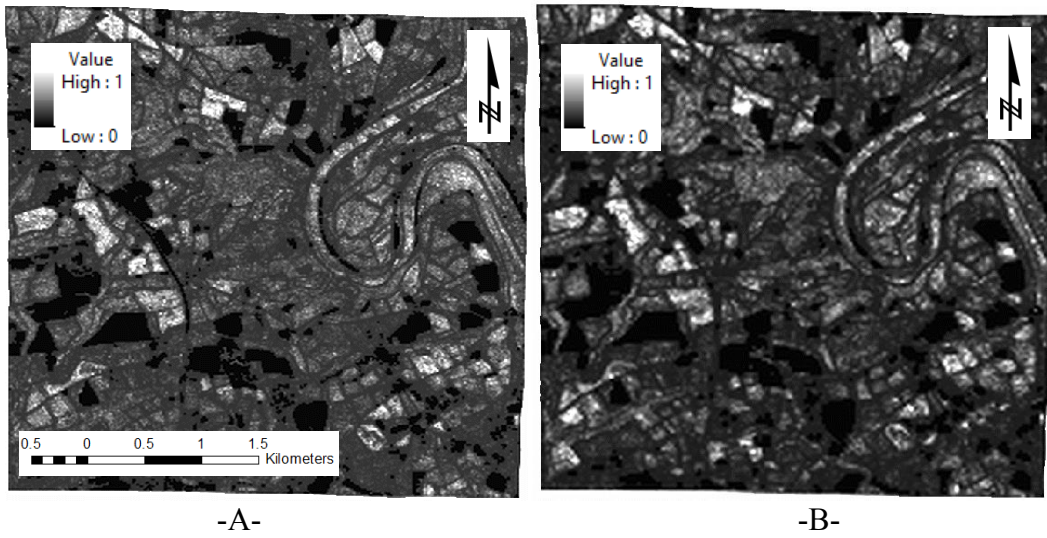 Value
High : 1
Low : 0
N
Value
High : 1
Low : 0
N
0.5 0 0.5 1 1.5
Kilometers
-A-
-B-